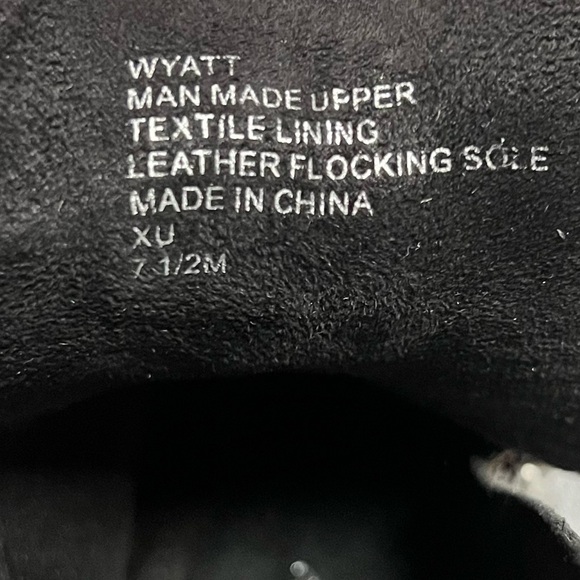 WYATT
MAN MADE UPPER
TEXTILE LINING
LEATHER FLOCKING SOLE
MADE IN CHINA
XU
7 1/2M